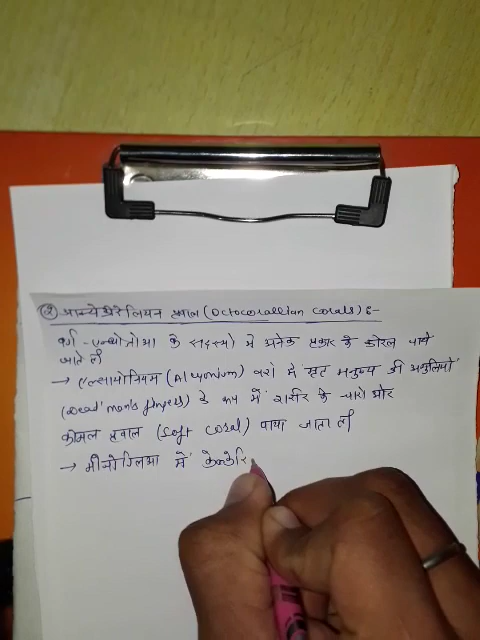 ② आक्टोकोरेलियन प्रवाल (Octocorallian Corals) :-
वर्ग - एन्थोजोआ के सदस्यो में अनेक प्रकार के कोरल पाये
जाते है।
→ एल्सायोनियम (Alcyonium) वंश में मृत मनुष्य की अंगुलियों
(Dead man's fingers) के रूप में शरीर के चारो ओर
कोमल प्रवाल (Soft Coral) पाया जाता है।
→ में